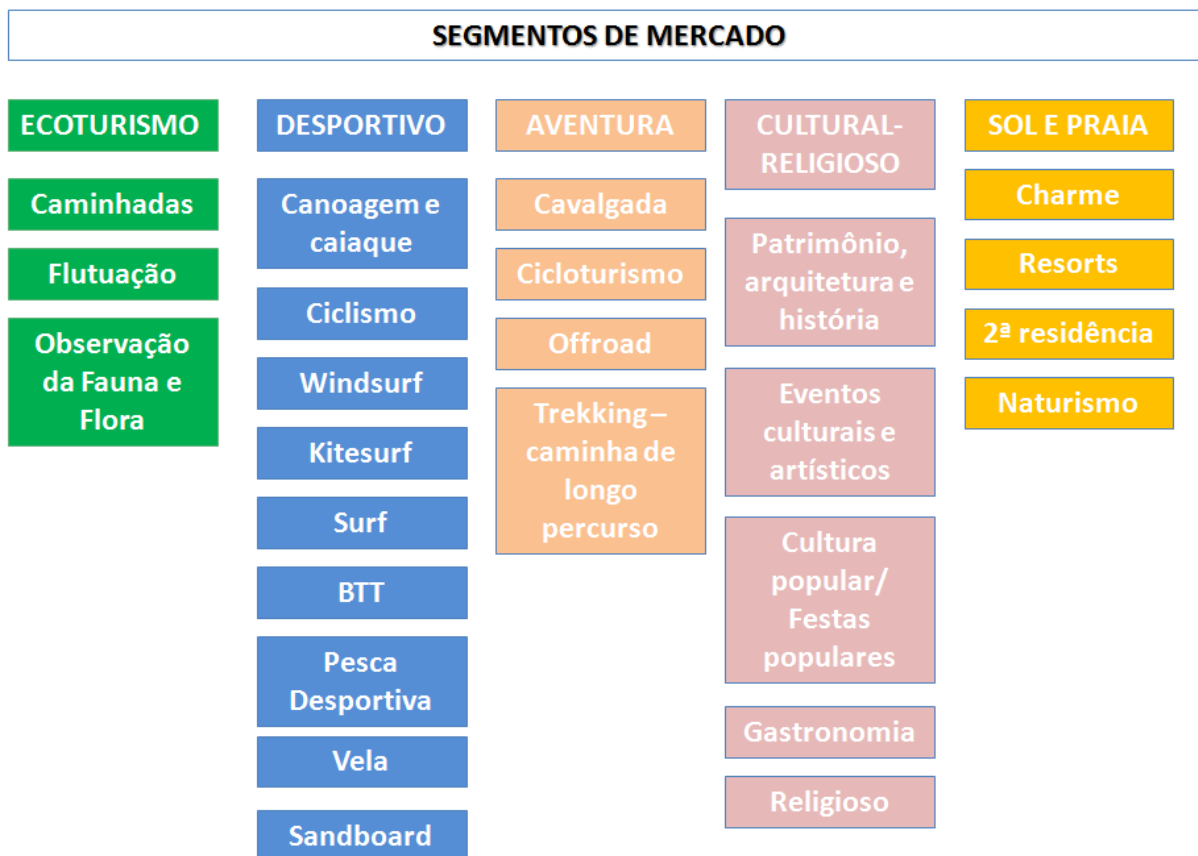 SEGMENTOS DE MERCADO
ECOTURISMO
Caminhadas
Flutuação
Observação
da Fauna e
Flora
DESPORTIVO
Canoagem e
caiaque
Ciclismo
Windsurf
Kitesurf
Surf
BTT
Pesca
Desportiva
Vela
Sandboard
AVENTURA
Cavalgada
Cicloturismo
Offroad
Trekking –
caminha de
longo
percurso
CULTURAL-
RELIGIOSO
Patrimônio,
arquitetura e
história
Eventos
culturais e
artísticos
Cultura
popular/
Festas
populares
Gastronomia
Religioso
SOL E PRAIA
Charme
Resorts
2ª residência
Naturismo